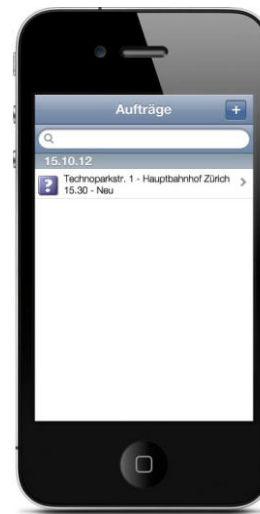 Aufträge
+
15.10.12
?
Technoparkstr. 1 - Hauptbahnhof Zürich
15.30 - Neu